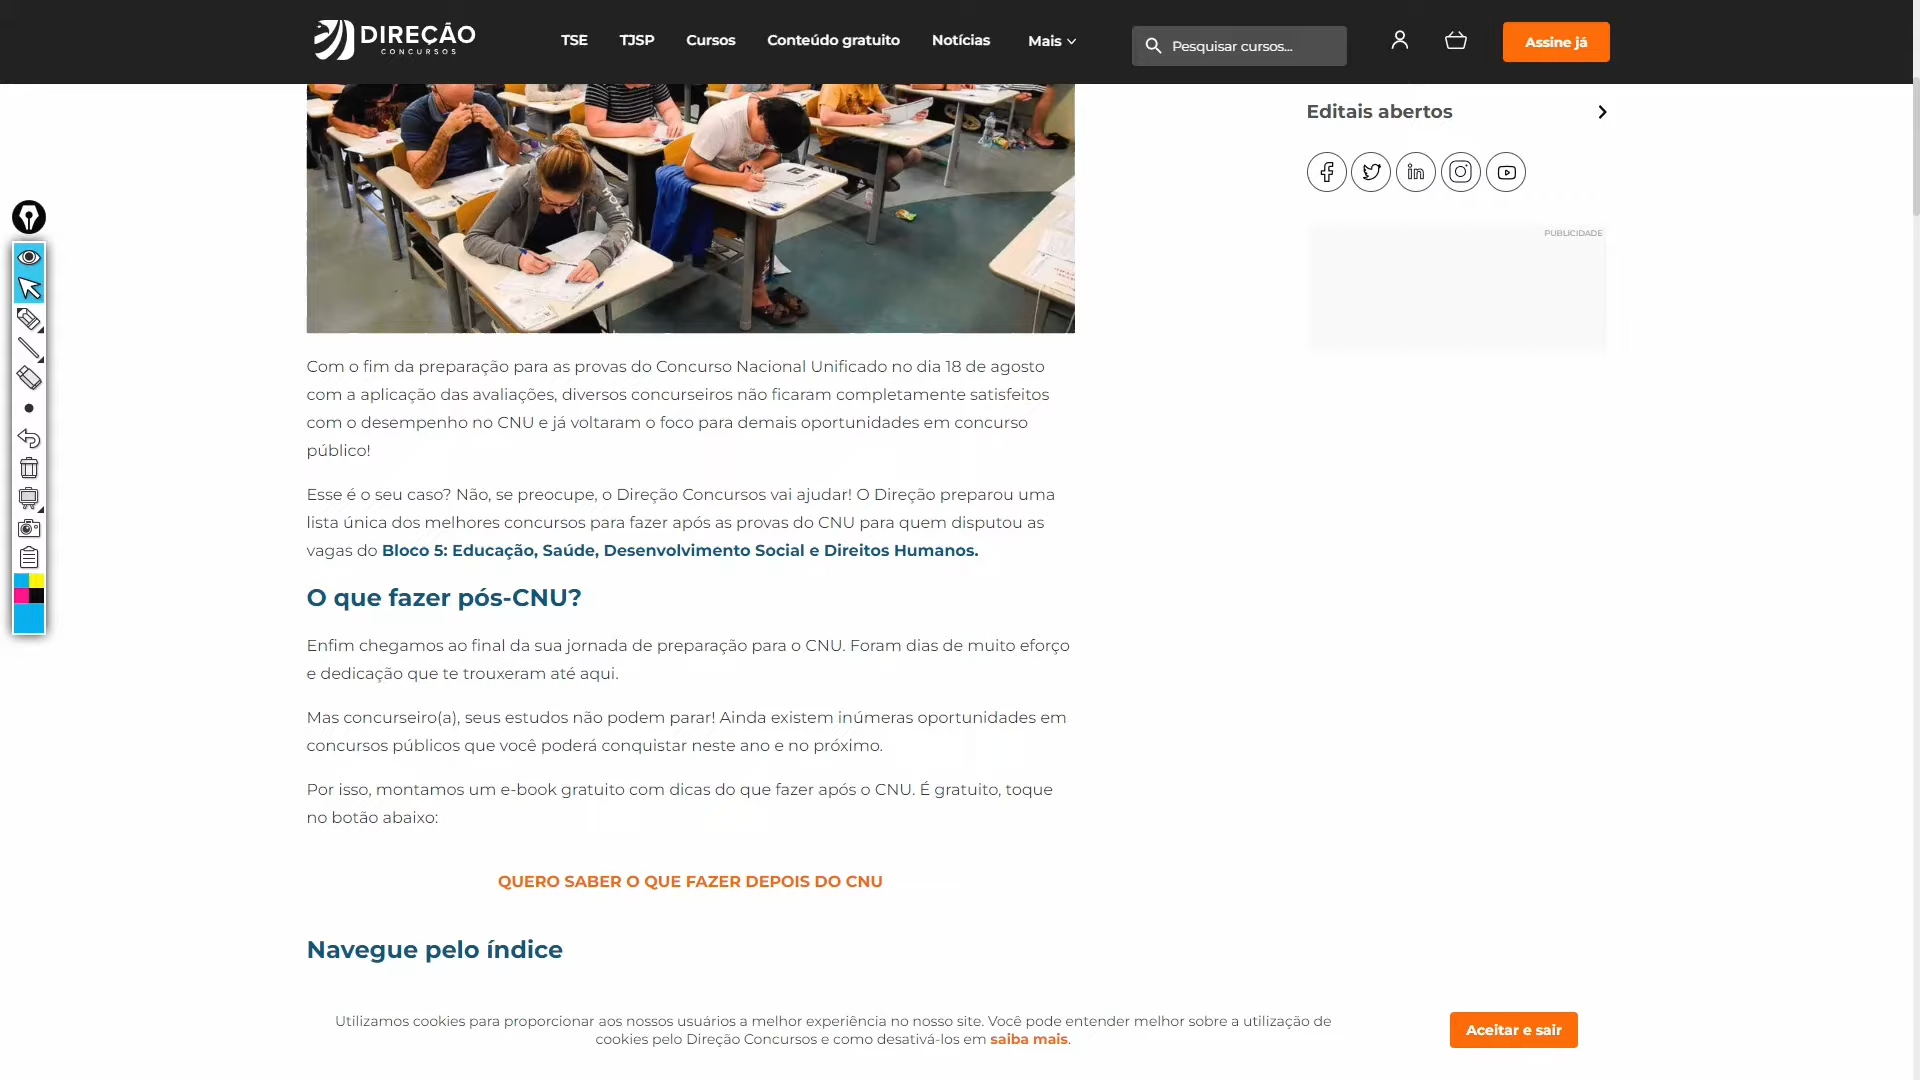 DIREÇÃO
CONCURSOS
TSE
TJSP
Cursos
Conteúdo gratuito
Notícias
Mais
Pesquisar cursos...
Assine já
Editais abertos
PUBLICIDADE
Com o fim da preparação para as provas do Concurso Nacional Unificado no dia 18 de agosto
com a aplicação das avaliações, diversos concurseiros não ficaram completamente satisfeitos
com o desempenho no CNU e já voltaram o foco para demais oportunidades em concurso
público!
Esse é o seu caso? Não, se preocupe, o Direção Concursos vai ajudar! O Direção preparou uma
lista única dos melhores concursos para fazer após as provas do CNU para quem disputou as
vagas do Bloco 5: Educação, Saúde, Desenvolvimento Social e Direitos Humanos.
O que fazer pós-CNU?
Enfim chegamos ao final da sua jornada de preparação para o CNU. Foram dias de muito eforço
e dedicação que te trouxeram até aqui.
Mas concurseiro(a), seus estudos não podem parar! Ainda existem inúmeras oportunidades em
concursos públicos que você poderá conquistar neste ano e no próximo.
Por isso, montamos um e-book gratuito com dicas do que fazer após o CNU. É gratuito, toque
no botão abaixo:
QUERO SABER O QUE FAZER DEPOIS DO CNU
Navegue pelo índice
Utilizamos cookies para proporcionar aos nossos usuários a melhor experiência no nosso site. Você pode entender melhor sobre a utilização de
cookies pelo Direção Concursos e como desativá-los em saiba mais.
Aceitar e sair